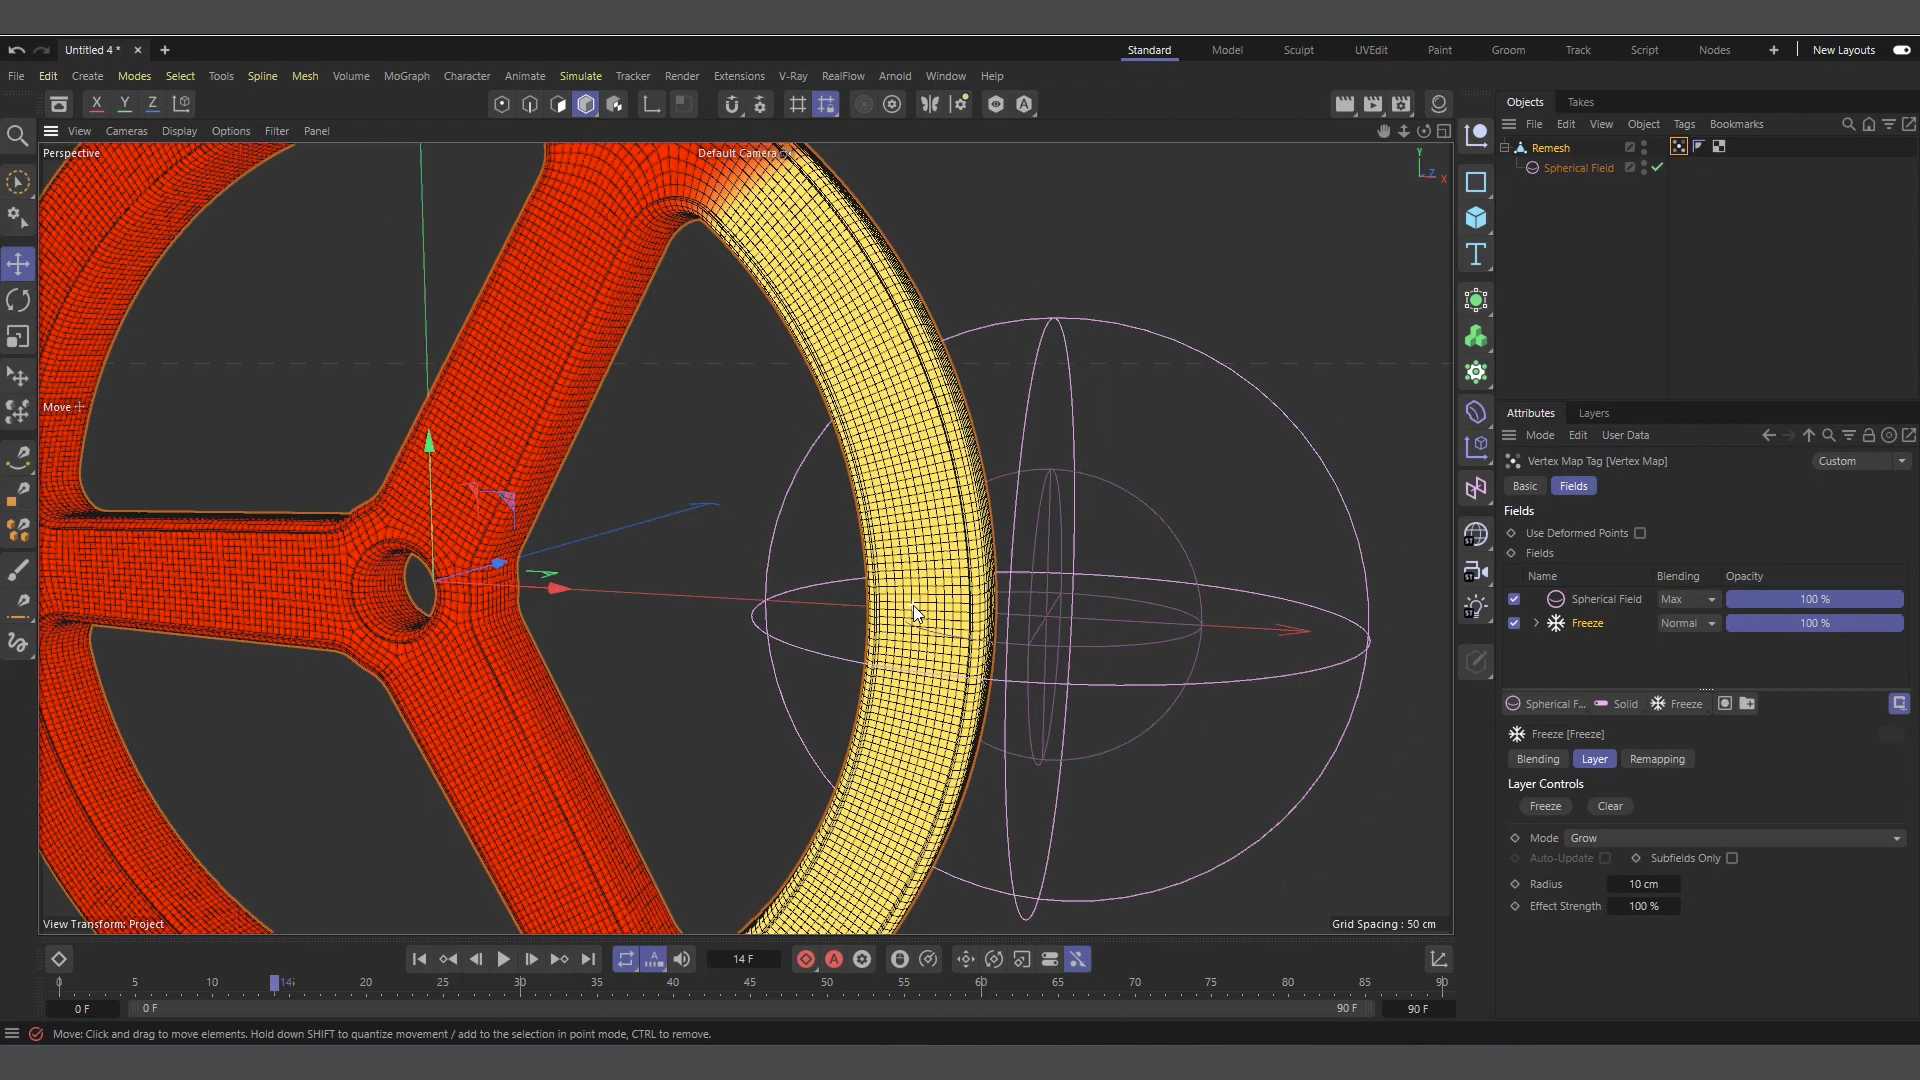 Untitled 4 *
Standard Model Sculpt UVEdit Paint Groom Track Script Nodes New Layouts
File Edit Create Modes Select Tools Spline Mesh Volume MoGraph Character Animate Simulate Tracker Render Extensions V-Ray RealFlow Arnold Window Help
X Y Z
Objects Takes
View Cameras Display Options Filter Panel
File Edit View Object Tags Bookmarks
Perspective
Default Camera
Y
Z
X
Remesh
Spherical Field
Move
Attributes Layers
Mode Edit User Data
Vertex Map Tag [Vertex Map]
Custom
Basic Fields
Fields
Use Deformed Points
Fields
Name Blending Opacity
Spherical Field Max 100 %
Freeze Normal 100 %
Spherical F... Solid Freeze
Freeze [Freeze]
Blending Layer Remapping
Layer Controls
Freeze Clear
Mode Grow
Auto-Update Subfields Only
Radius 10 cm
Effect Strength 100 %
View Transform: Project
Grid Spacing : 50 cm
14 F
0 5 10 14 20 25 30 35 40 45 50 55 60 65 70 75 80 85 90
0 F 0 F 90 F 90 F
Move: Click and drag to move elements. Hold down SHIFT to quantize movement / add to the selection in point mode, CTRL to remove.